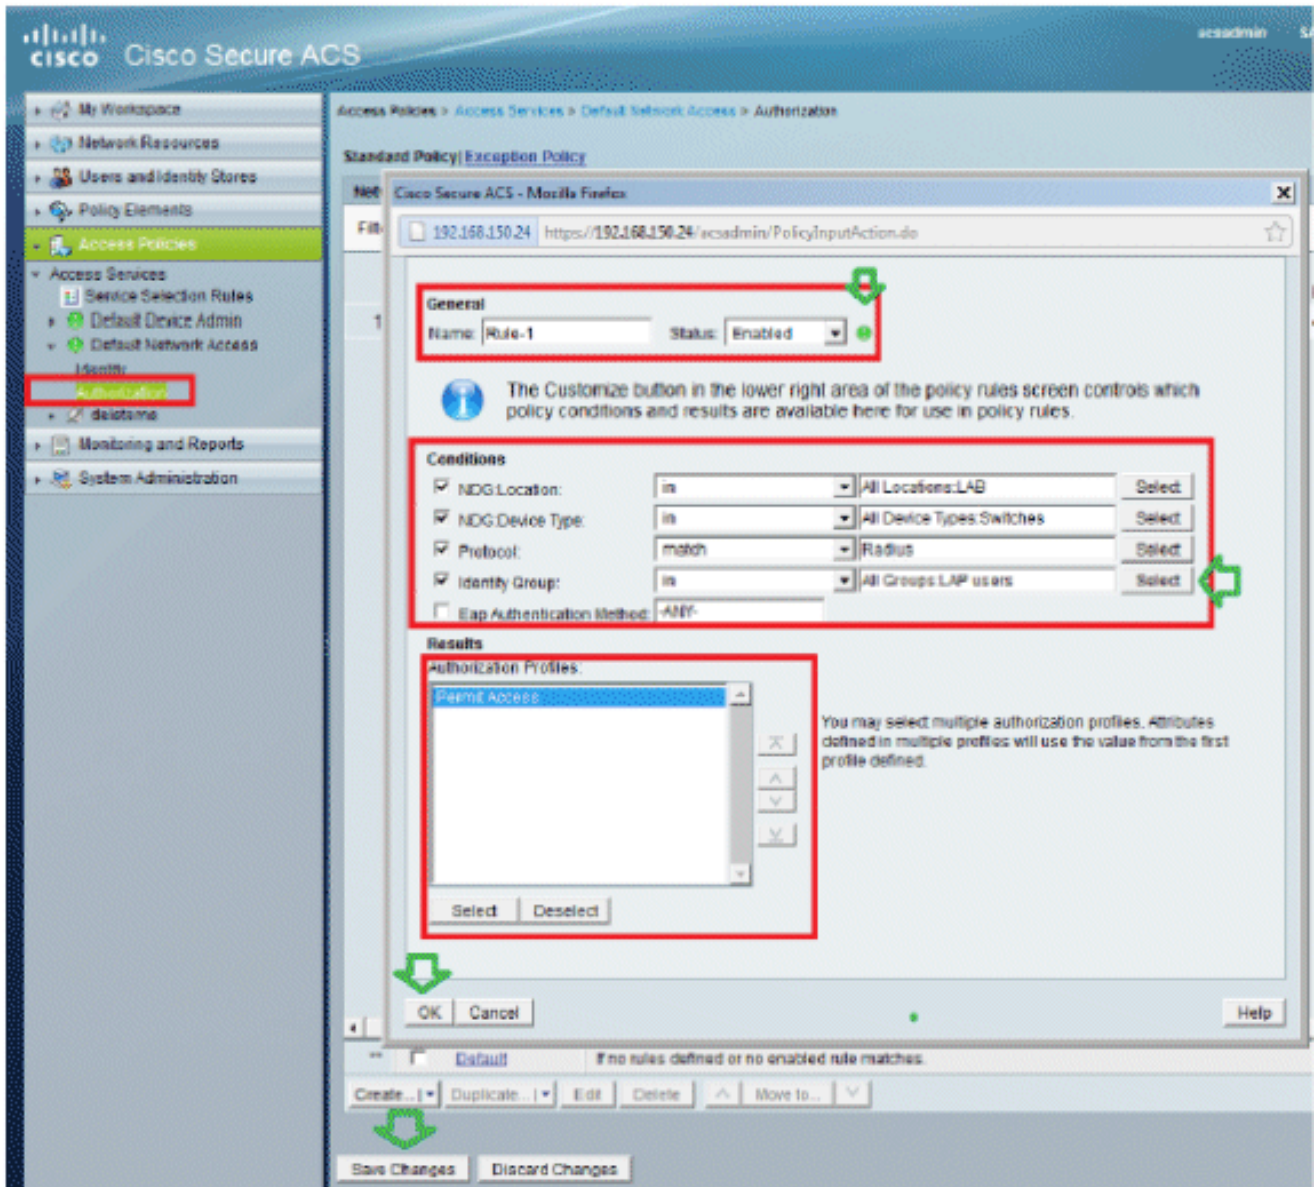 acsadmin
CISCO Cisco Secure ACS
My Workspace
Network Resources
Users and Identity Stores
Policy Elements
Access Policies
Access Services
Service Selection Rules
Default Device Admin
Default Network Access
Identity
Authorization
deleteme
Monitoring and Reports
System Administration
Access Policies > Access Services > Default Network Access > Authorization
Standard Policy| Exception Policy
Cisco Secure ACS - Mozilla Firefox
192.168.150.24 https://192.168.150.24/acsadmin/PolicyInputAction.do
1
General
Name: Rule-1 Status: Enabled
The Customize button in the lower right area of the policy rules screen controls which
policy conditions and results are available here for use in policy rules.
Conditions
NDG:Location: in All Locations:LAB Select
NDG:Device Type: in All Device Types:Switches Select
Protocol: match Radius Select
Identity Group: in All Groups:LAP users Select
Eap Authentication Method: -ANY-
Results
Authorization Profiles:
Permit Access
You may select multiple authorization profiles. Attributes
defined in multiple profiles will use the value from the first
profile defined.
Select Deselect
OK Cancel Help
** Default If no rules defined or no enabled rule matches.
Create... Duplicate... Edit Delete Move to...
Save Changes Discard Changes